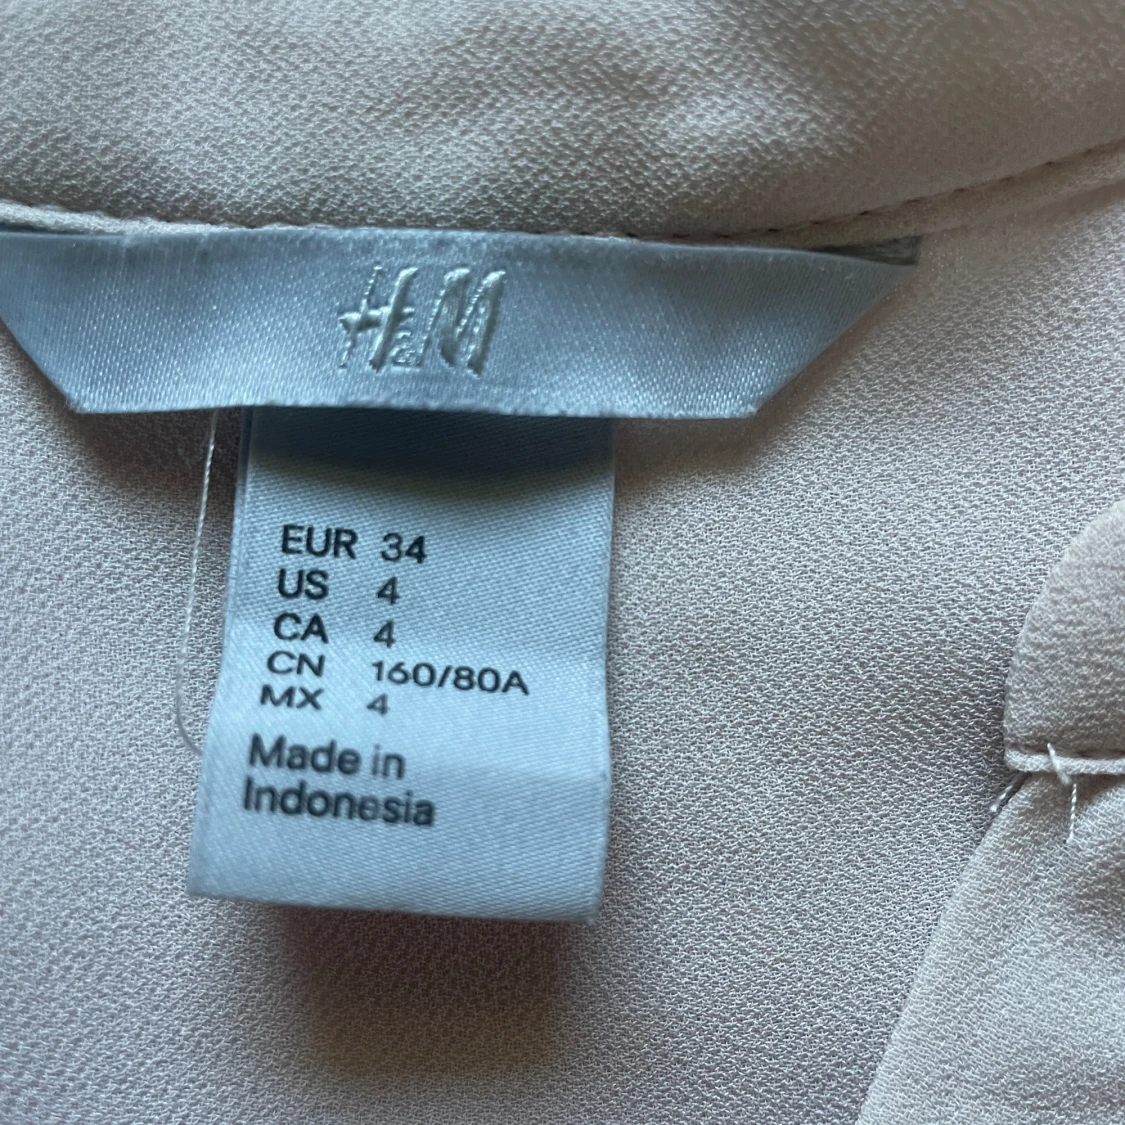 H&M
EUR 34
US 4
CA 4
CN 160/80A
MX 4
Made in
Indonesia